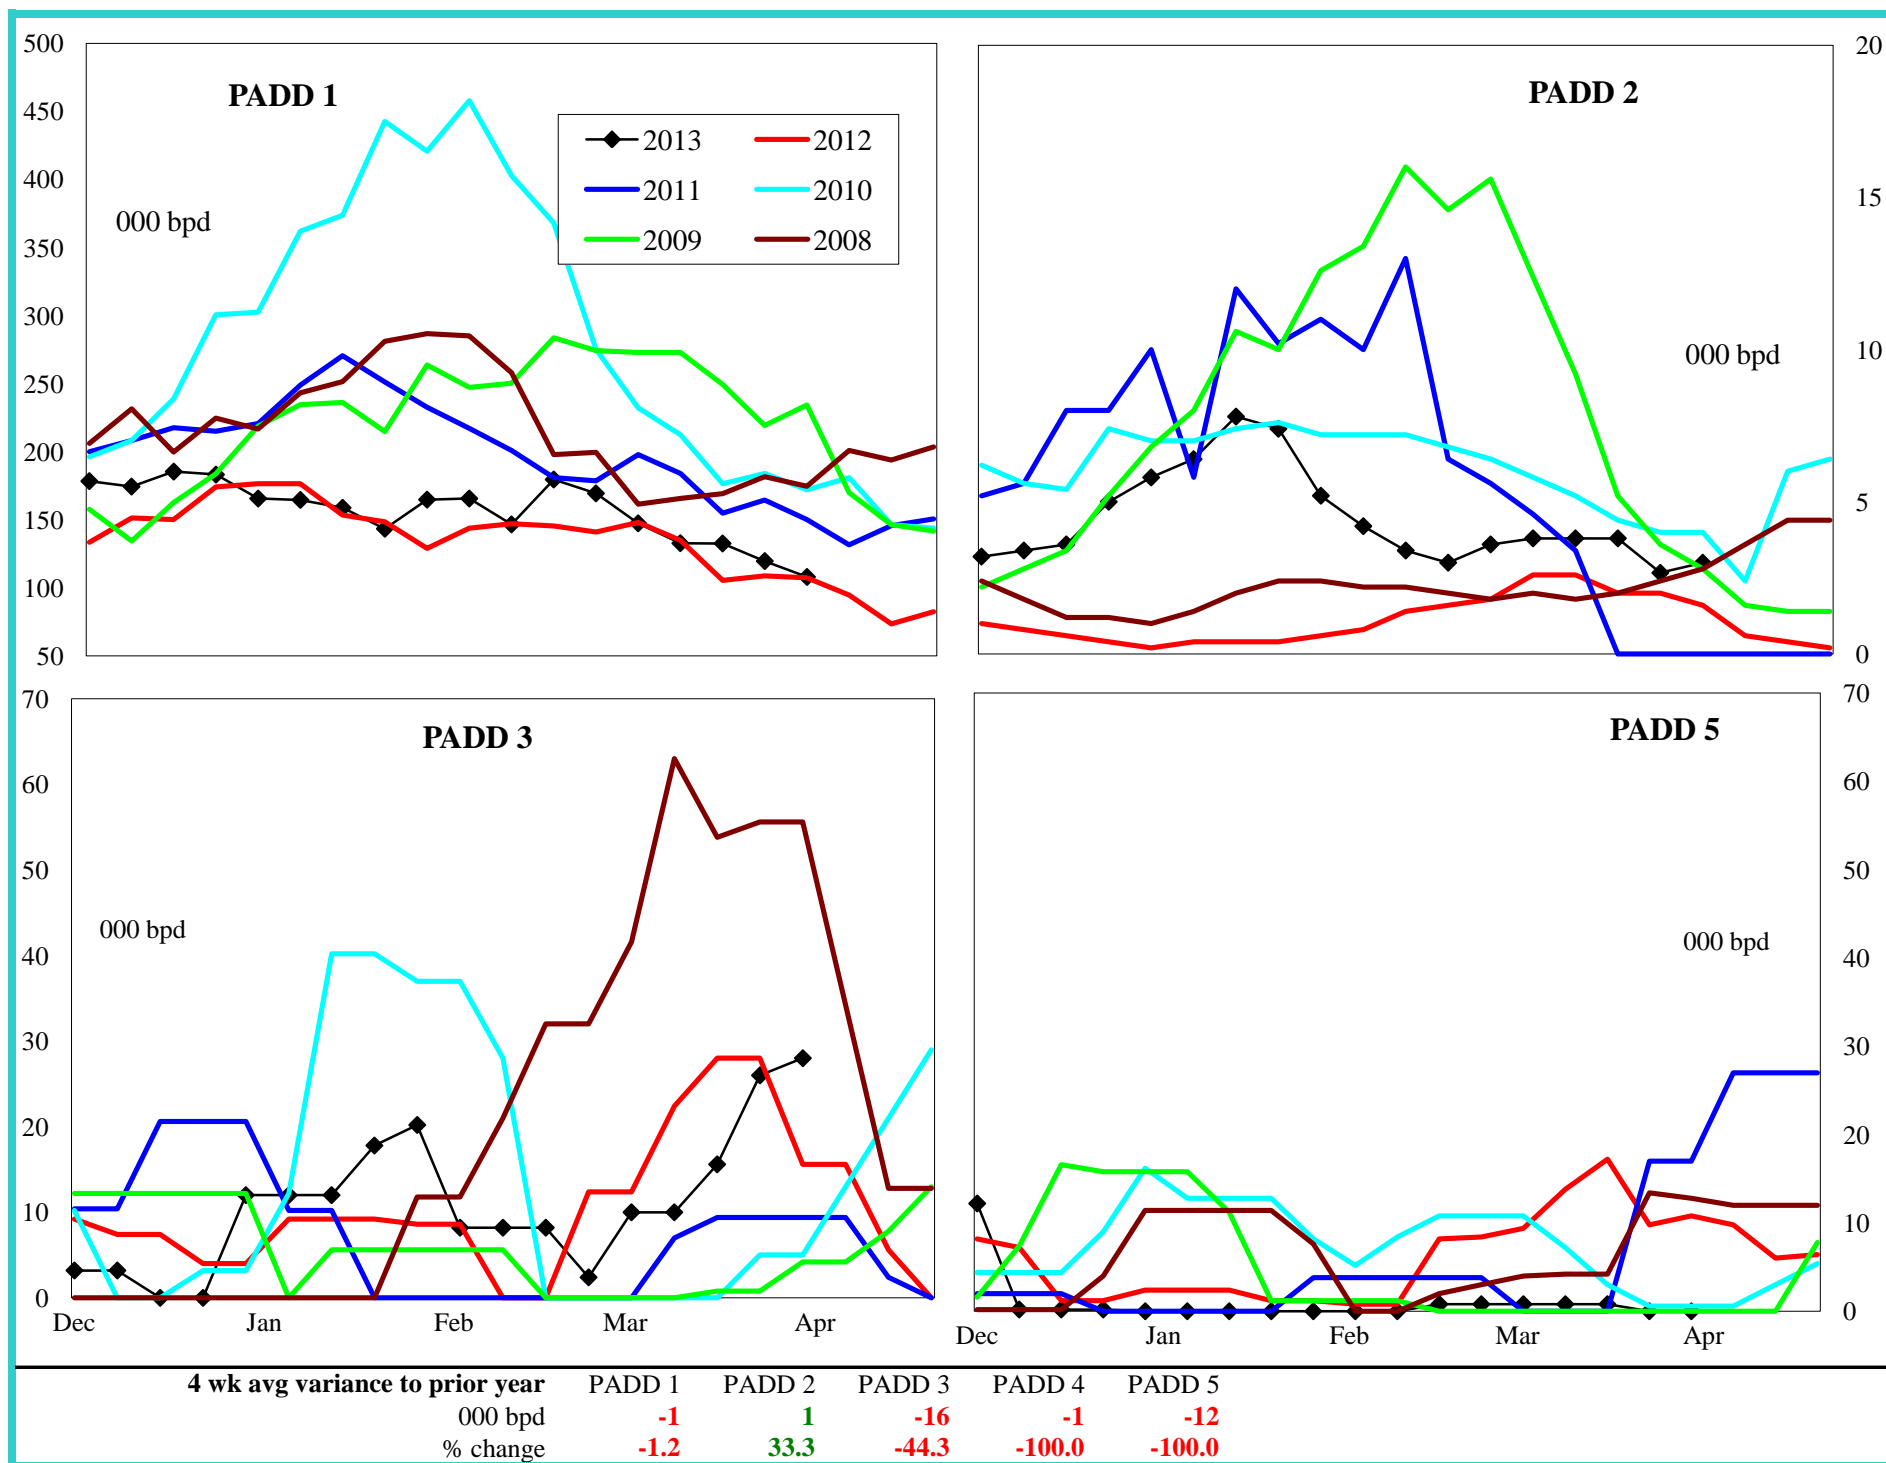 PADD 1
500
450
400
350
300
250
200
150
100
50
000 bpd
2013 2012
2011 2010
2009 2008
PADD 2
20
15
10
5
0
000 bpd
PADD 3
70
60
50
40
30
20
10
0
000 bpd
Dec Jan Feb Mar Apr
PADD 5
70
60
50
40
30
20
10
0
000 bpd
Dec Jan Feb Mar Apr
4 wk avg variance to prior year PADD 1 PADD 2 PADD 3 PADD 4 PADD 5
000 bpd -1 1 -16 -1 -12
% change -1.2 33.3 -44.3 -100.0 -100.0